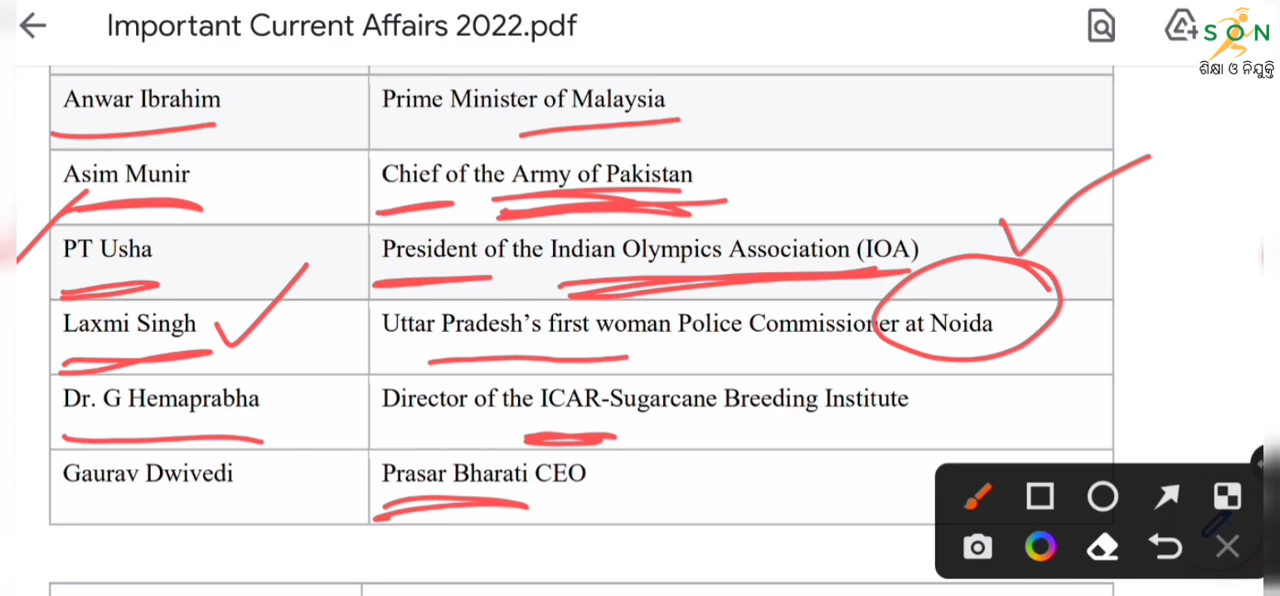 Important Current Affairs 2022.pdf
SON
ଶିକ୍ଷା ଓ ନିଯୁକ୍ତି
Anwar Ibrahim Prime Minister of Malaysia
Asim Munir Chief of the Army of Pakistan
PT Usha President of the Indian Olympics Association (IOA)
Laxmi Singh Uttar Pradesh’s first woman Police Commissioner at Noida
Dr. G Hemaprabha Director of the ICAR-Sugarcane Breeding Institute
Gaurav Dwivedi Prasar Bharati CEO